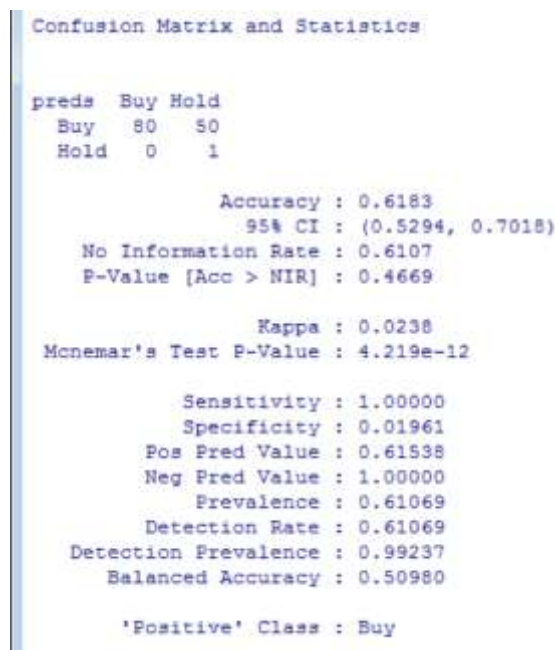 Confusion Matrix and Statistics
preds Buy Hold
Buy 80 50
Hold 0 1
Accuracy : 0.6183
95% CI : (0.5294, 0.7018)
No Information Rate : 0.6107
P-Value [Acc > NIR] : 0.4669
Kappa : 0.0238
Mcnemar's Test P-Value : 4.219e-12
Sensitivity : 1.00000
Specificity : 0.01961
Pos Pred Value : 0.61538
Neg Pred Value : 1.00000
Prevalence : 0.61069
Detection Rate : 0.61069
Detection Prevalence : 0.99237
Balanced Accuracy : 0.50980
'Positive' Class : Buy